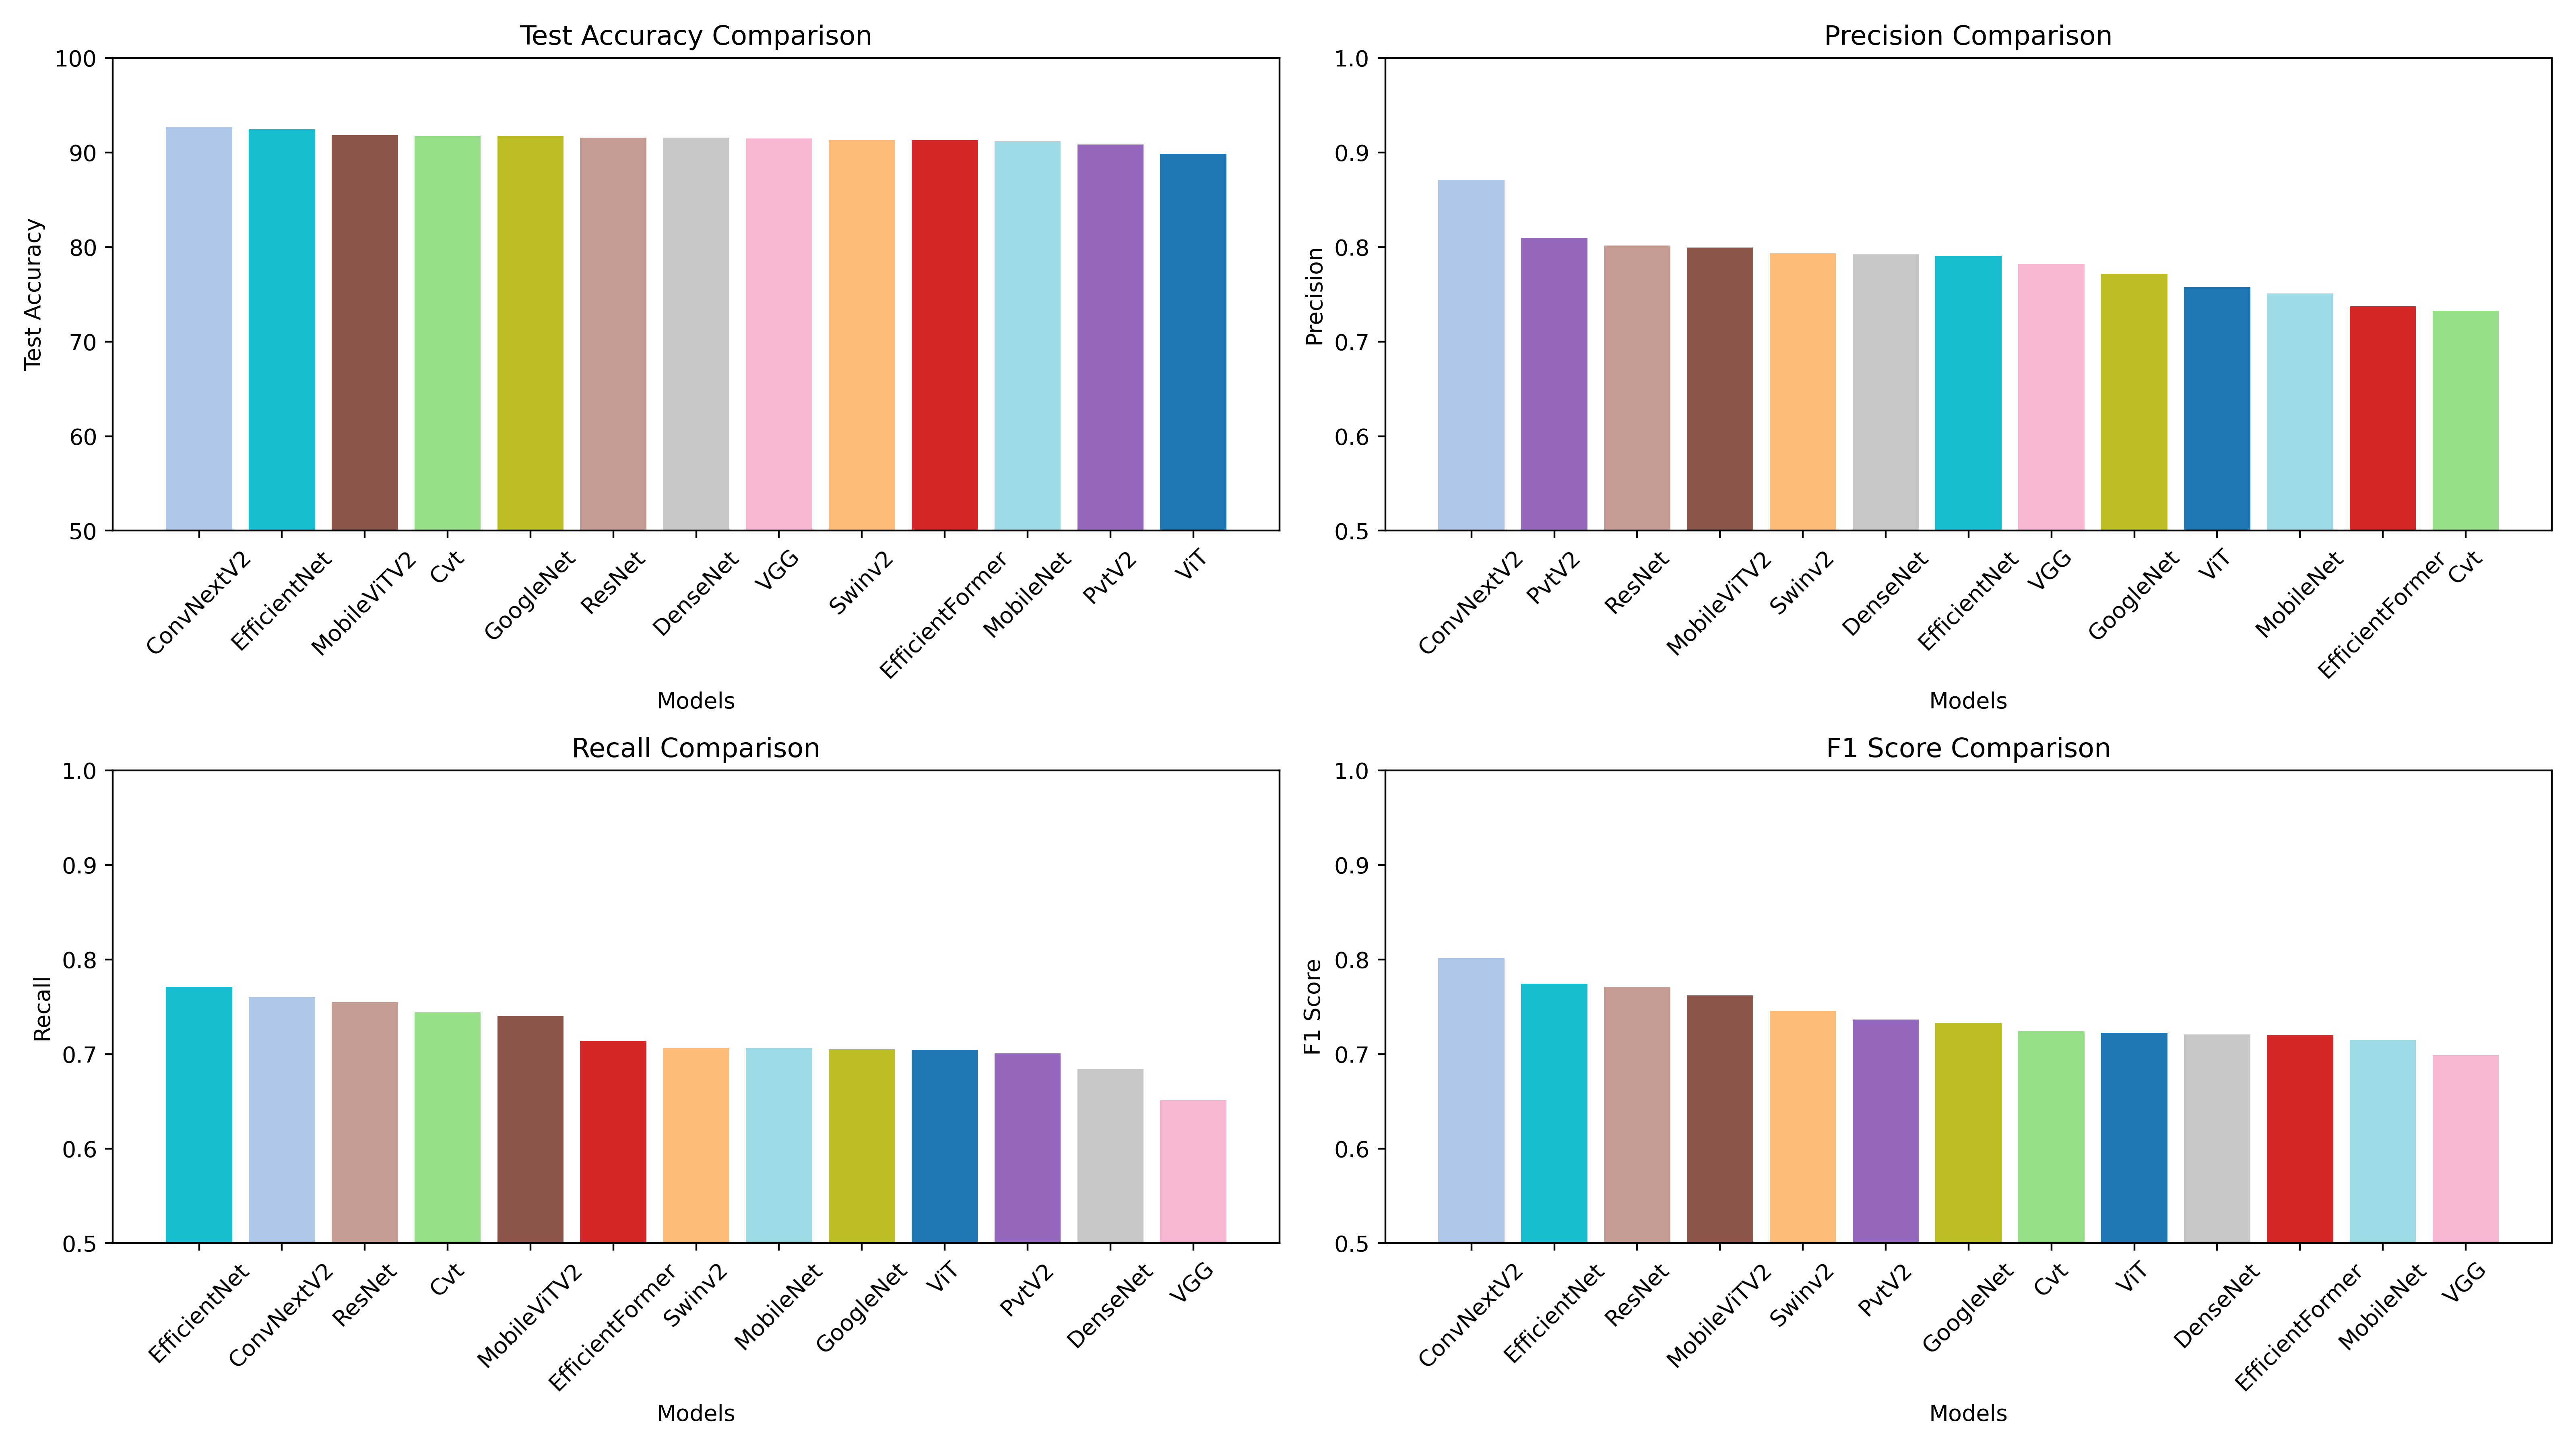 Test Accuracy Comparison
100
90
80
70
60
50
Test Accuracy
ConvNextV2
EfficientNet
MobileViTV2
Cvt
GoogleNet
ResNet
DenseNet
VGG
Swinv2
EfficientFormer
MobileNet
PvtV2
ViT
Models
Precision Comparison
1.0
0.9
0.8
0.7
0.6
0.5
Precision
ConvNextV2
PvtV2
ResNet
MobileViTV2
Swinv2
DenseNet
EfficientNet
VGG
GoogleNet
ViT
MobileNet
EfficientFormer
Cvt
Models
Recall Comparison
1.0
0.9
0.8
0.7
0.6
0.5
Recall
EfficientNet
ConvNextV2
ResNet
Cvt
MobileViTV2
EfficientFormer
Swinv2
MobileNet
GoogleNet
ViT
PvtV2
DenseNet
VGG
Models
F1 Score Comparison
1.0
0.9
0.8
0.7
0.6
0.5
F1 Score
ConvNextV2
EfficientNet
ResNet
MobileViTV2
Swinv2
PvtV2
GoogleNet
Cvt
ViT
DenseNet
EfficientFormer
MobileNet
VGG
Models